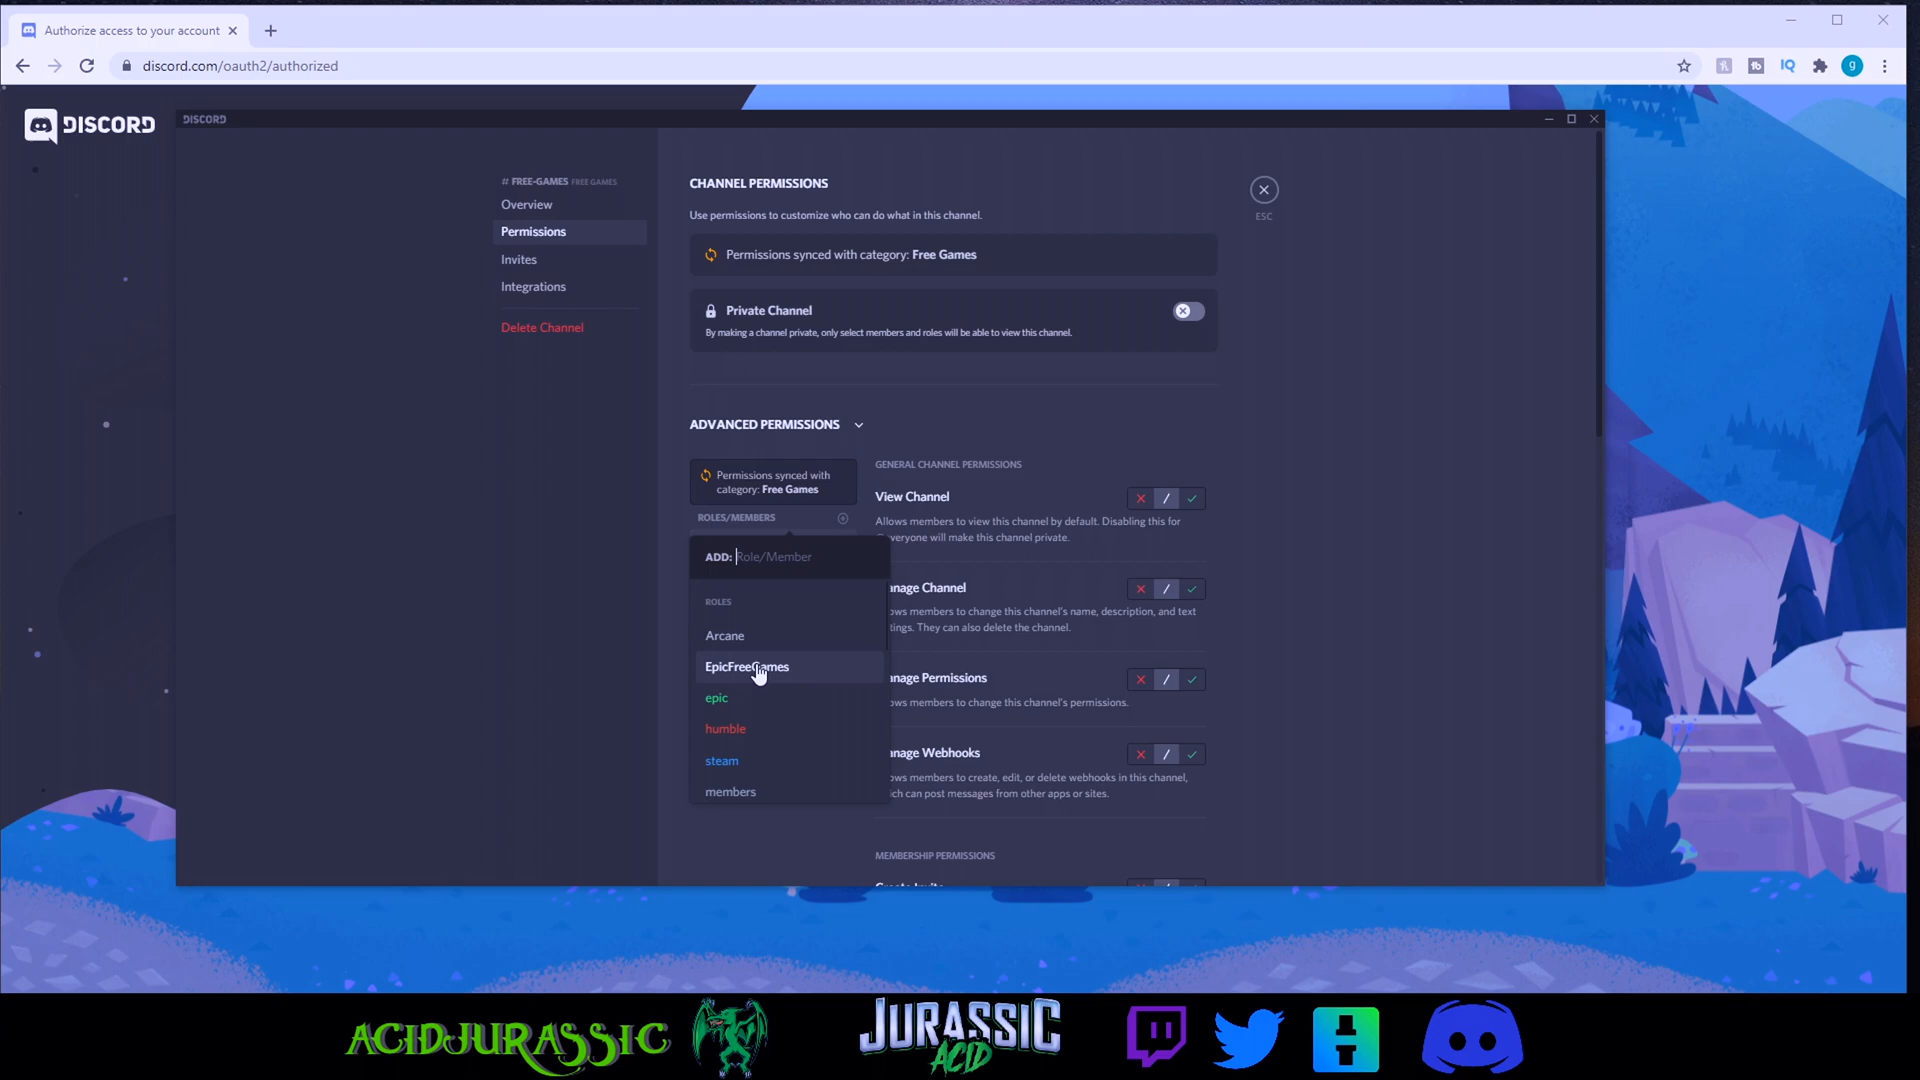 Authorize access to your account
discord.com/oauth2/authorized
g
DISCORD
DISCORD
# FREE-GAMES FREE GAMES
Overview
Permissions
Invites
Integrations
Delete Channel
CHANNEL PERMISSIONS
Use permissions to customize who can do what in this channel.
Permissions synced with category: Free Games
Private Channel
By making a channel private, only select members and roles will be able to view this channel.
ESC
ADVANCED PERMISSIONS
Permissions synced with
category: Free Games
ROLES/MEMBERS
ADD: Role/Member
ROLES
Arcane
EpicFreeGames
epic
humble
steam
members
GENERAL CHANNEL PERMISSIONS
View Channel
Allows members to view this channel by default. Disabling this for
everyone will make this channel private.
anage Channel
ows members to change this channel's name, description, and text
tings. They can also delete the channel.
anage Permissions
ows members to change this channel's permissions.
anage Webhooks
ows members to create, edit, or delete webhooks in this channel,
ich can post messages from other apps or sites.
MEMBERSHIP PERMISSIONS
Create Invite
ACIDJURASSIC
JURASSIC
ACID